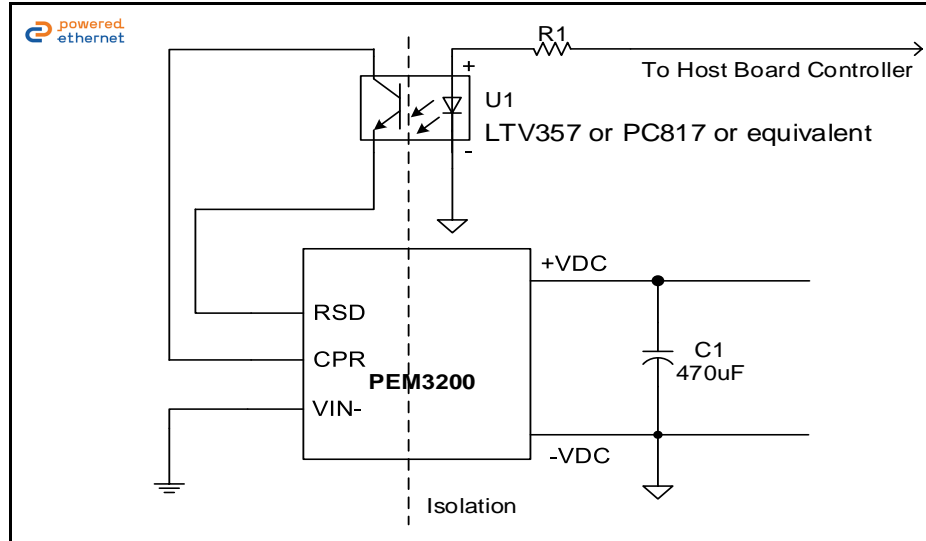 powered
ethernet
R1
To Host Board Controller
+
U1
LTV357 or PC817 or equivalent
-
+VDC
RSD
CPR
PEM3200
VIN-
C1
470uF
-VDC
Isolation